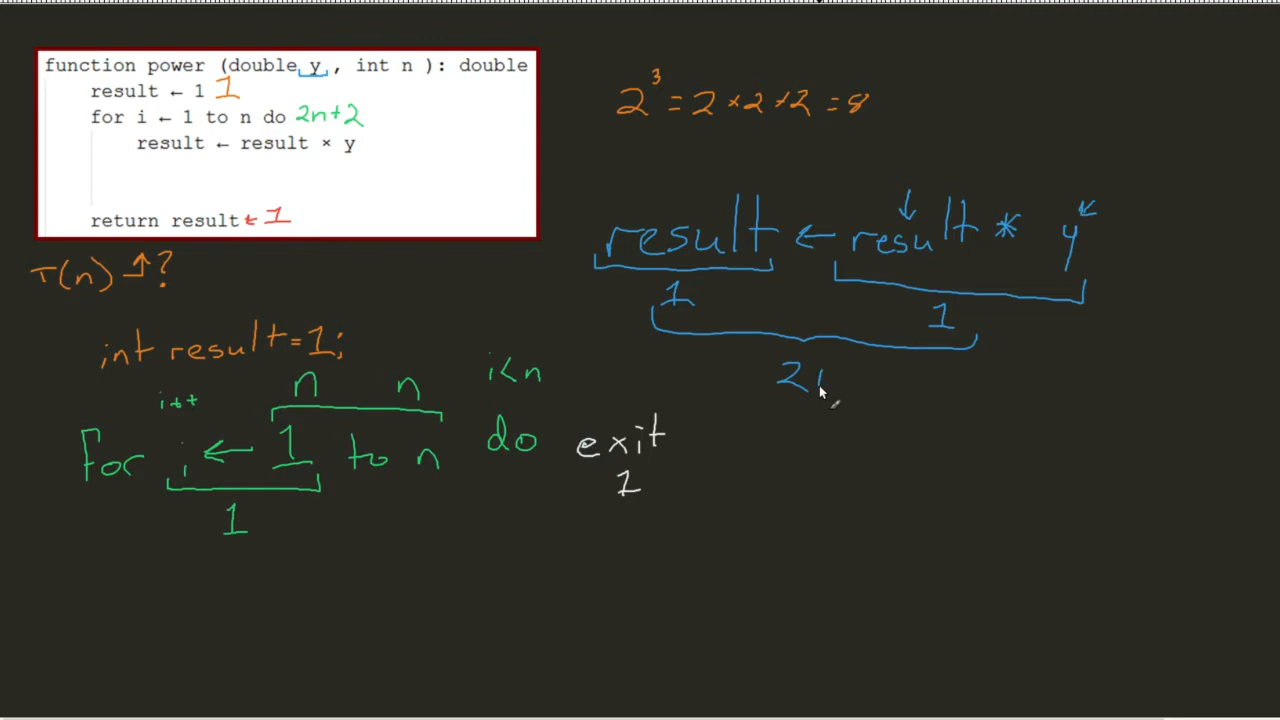 function power (double y , int n ): double
result ← 1 1
for i ← 1 to n do 2n+2
result ← result × y
return result ← 1
T(n) ?
int result=1;
i++ n n i<n
For i ← 1 to n do exit
1 1
2³ = 2 × 2 × 2 = 8
result ← result * y
1 1
2